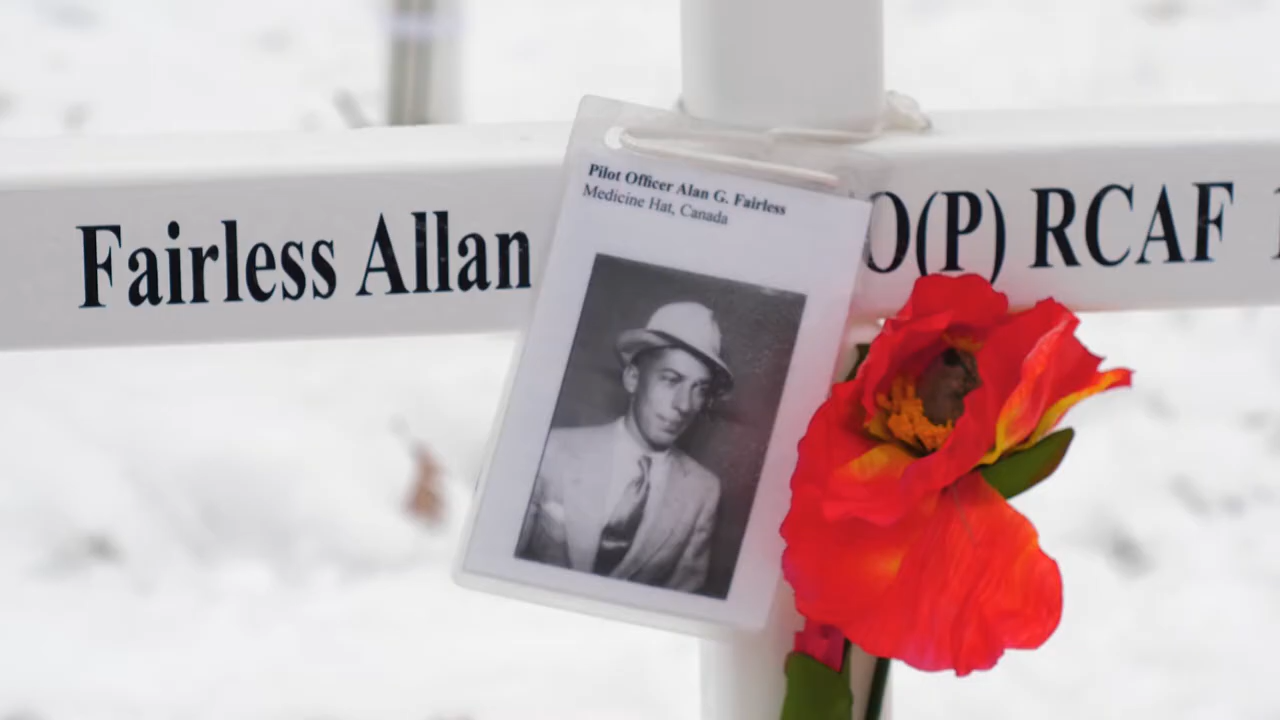 Pilot Officer Alan G. Fairless
Medicine Hat, Canada
Fairless Allan O(P) RCAF